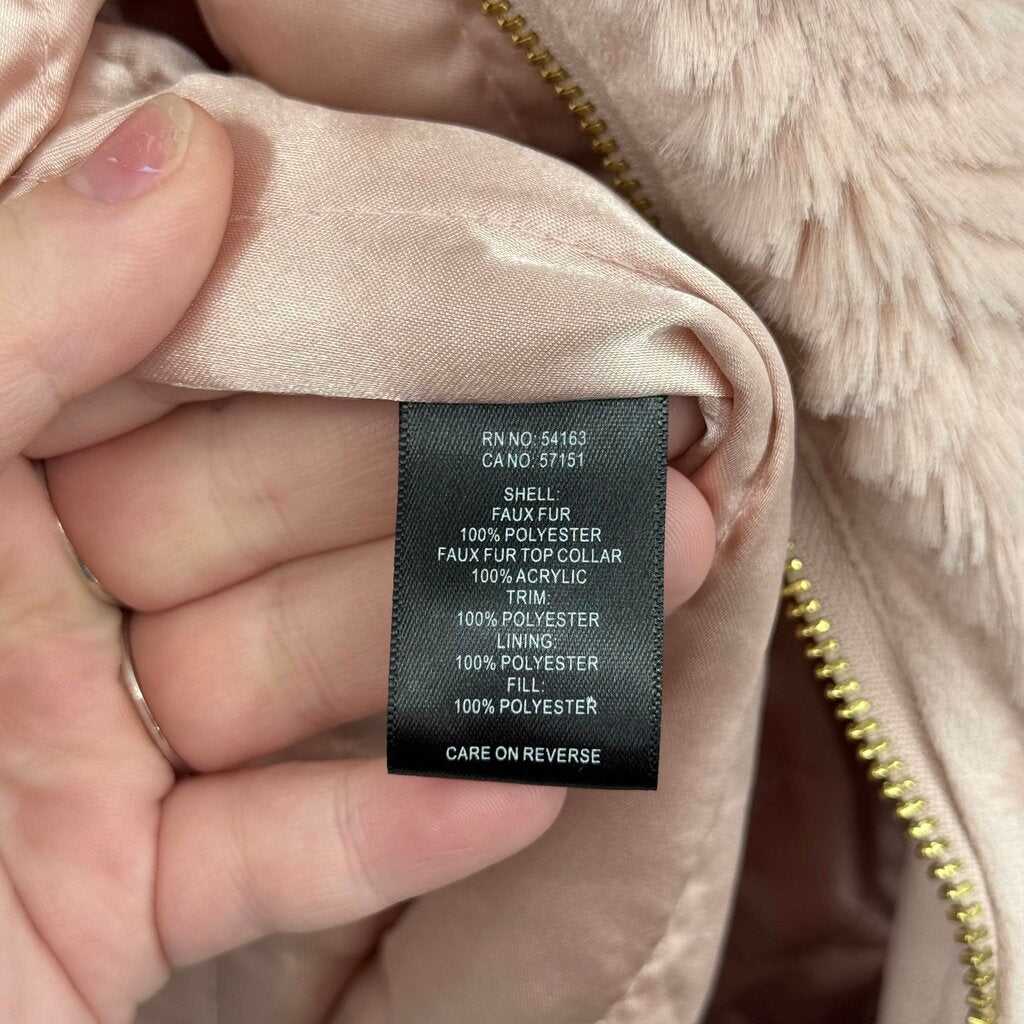 RN NO: 54163
CA NO: 57151
SHELL:
FAUX FUR
100% POLYESTER
FAUX FUR TOP COLLAR
100% ACRYLIC
TRIM:
100% POLYESTER
LINING:
100% POLYESTER
FILL:
100% POLYESTER
CARE ON REVERSE